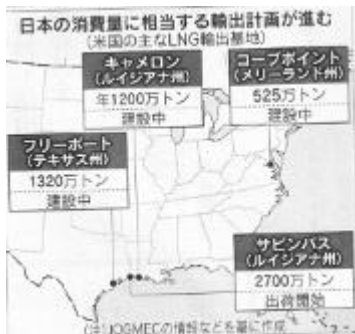 日本の消費量に相当する輸出計画が進む
(米国の主なLNG輸出基地)
キャメロン
(ルイジアナ州)
年1200万トン
建設中
コーブポイント
(メリーランド州)
525万トン
建設中
フリーポート
(テキサス州)
1320万トン
建設中
サビンパス
(ルイジアナ州)
2700万トン
出荷開始
(注)JOGMECの情報などを基に作成